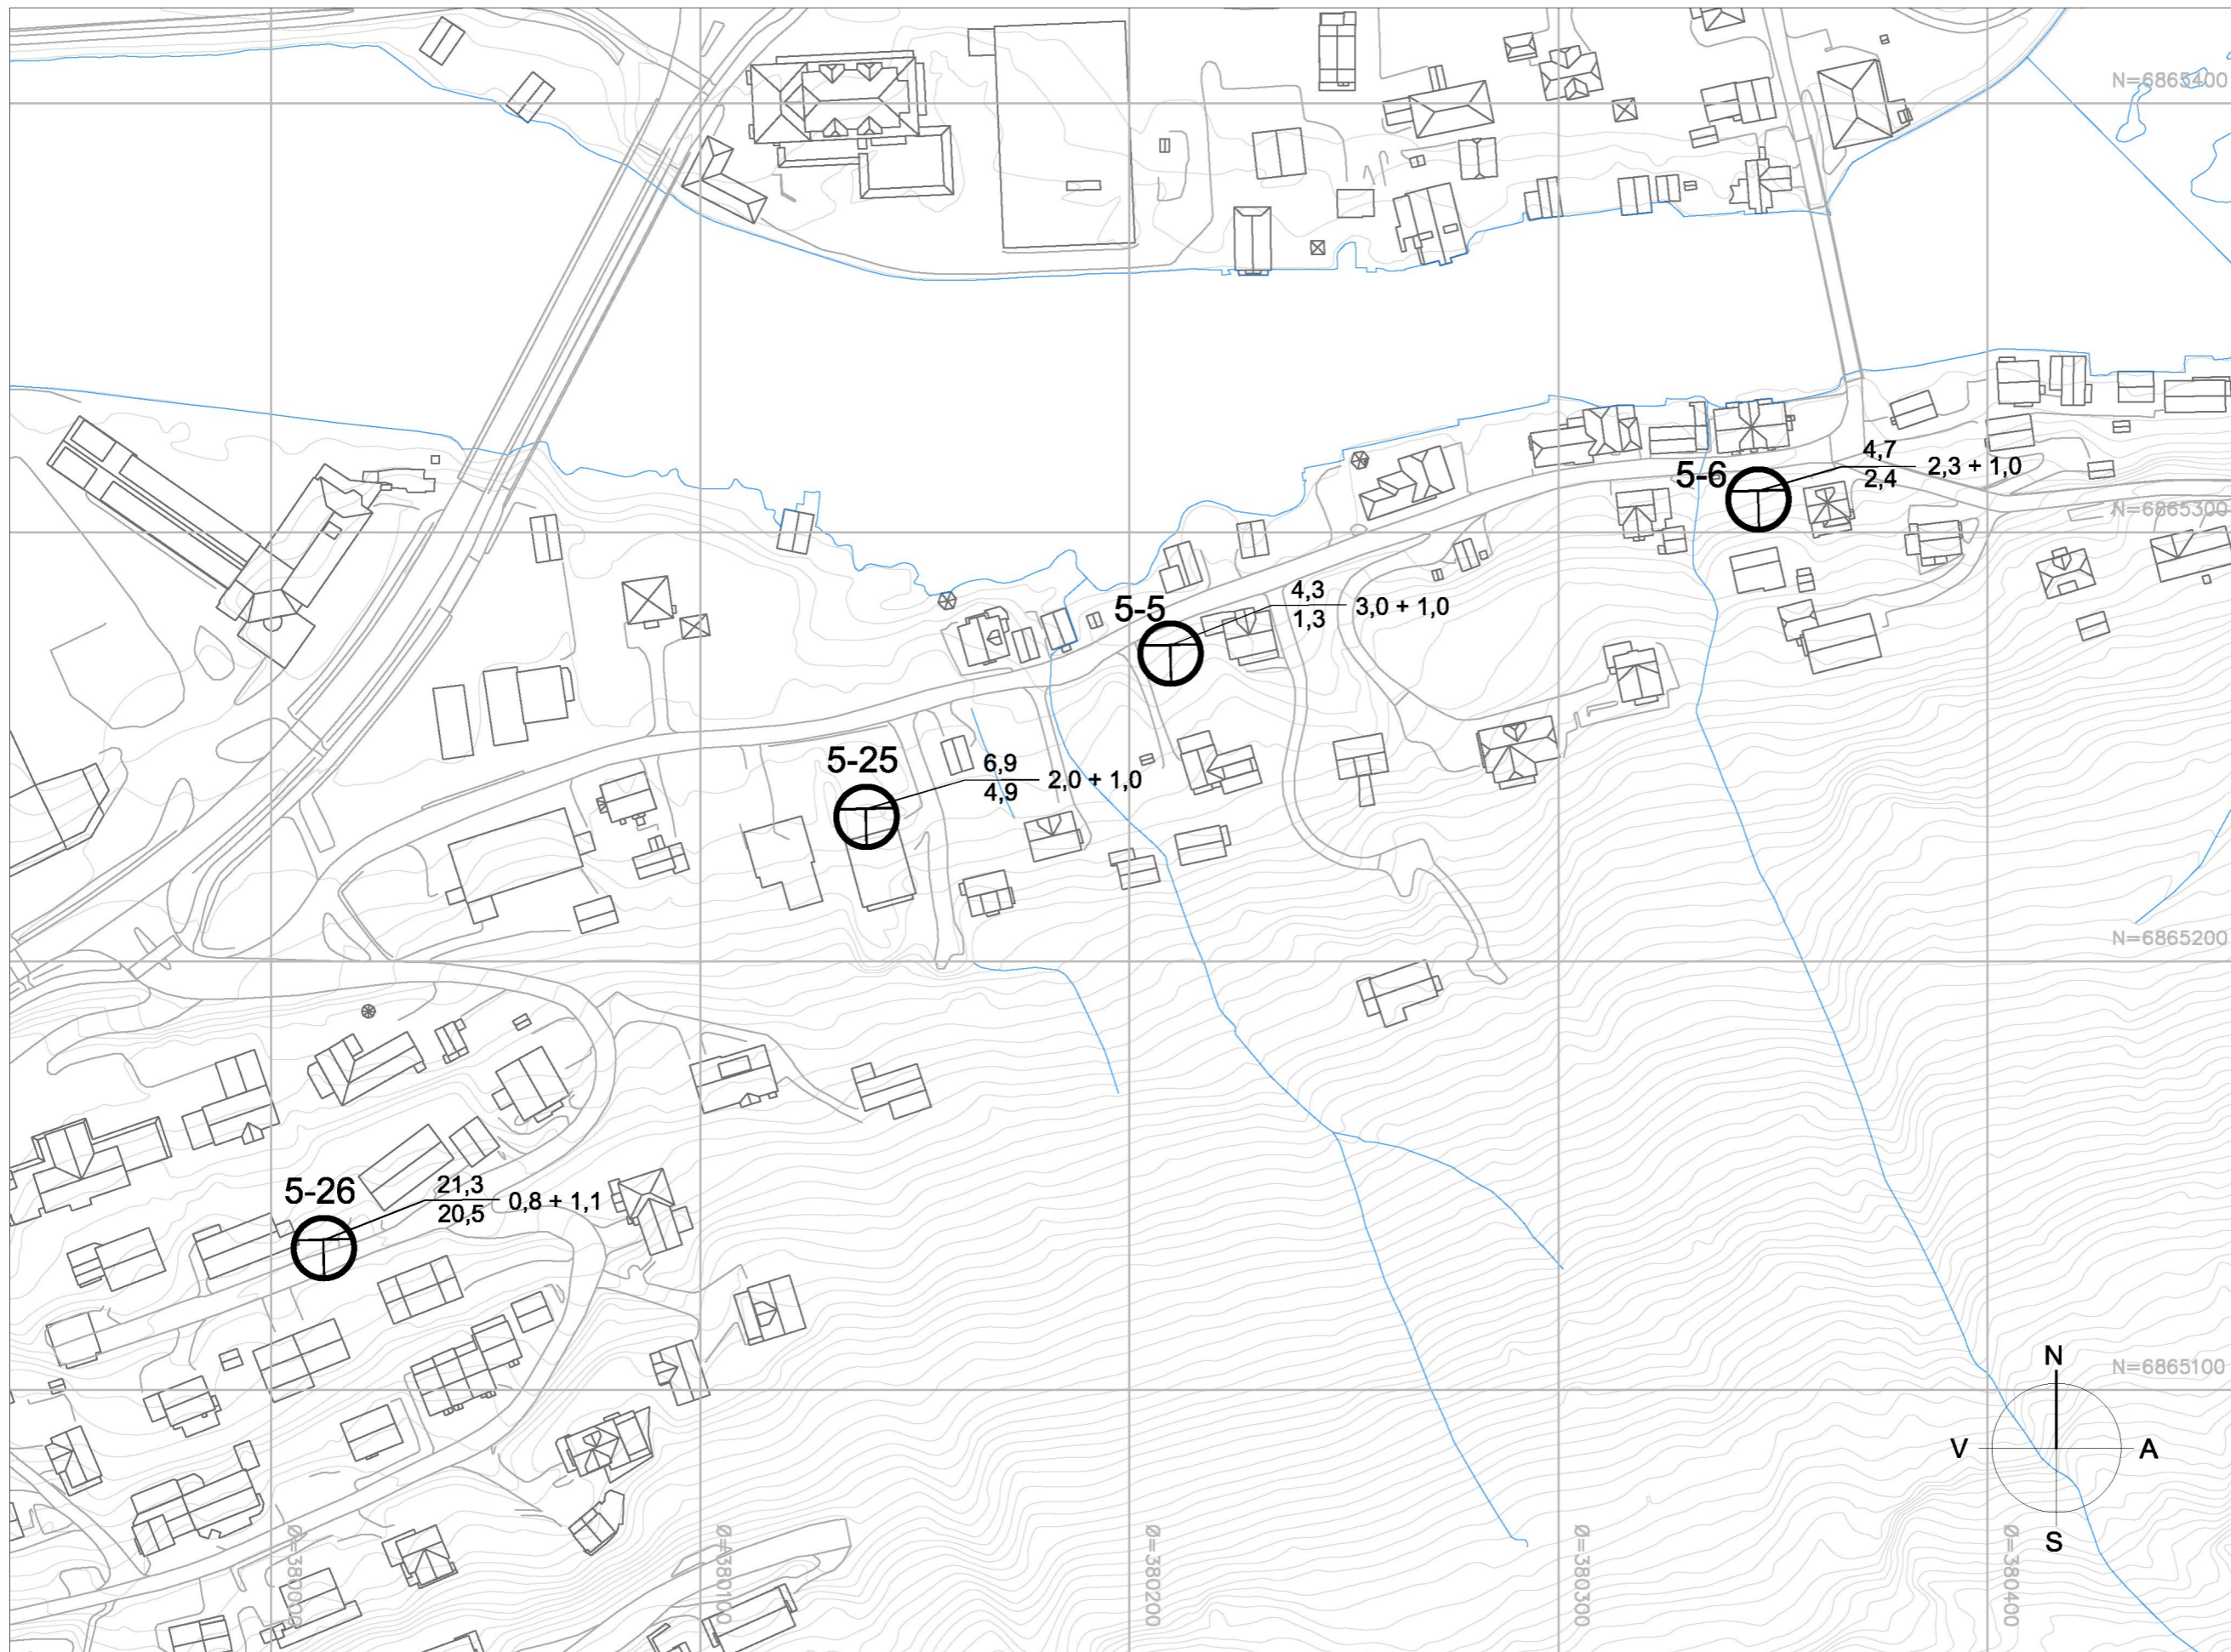 N=6865400
5-6
4,7
2,4
2,3 + 1,0
N=6865300
5-5
4,3
1,3
3,0 + 1,0
5-25
6,9
4,9
2,0 + 1,0
N=6865200
5-26
21,3
20,5
0,8 + 1,1
N=6865100
N
V
A
S
Ø=380000
Ø=380100
Ø=380200
Ø=380300
Ø=380400